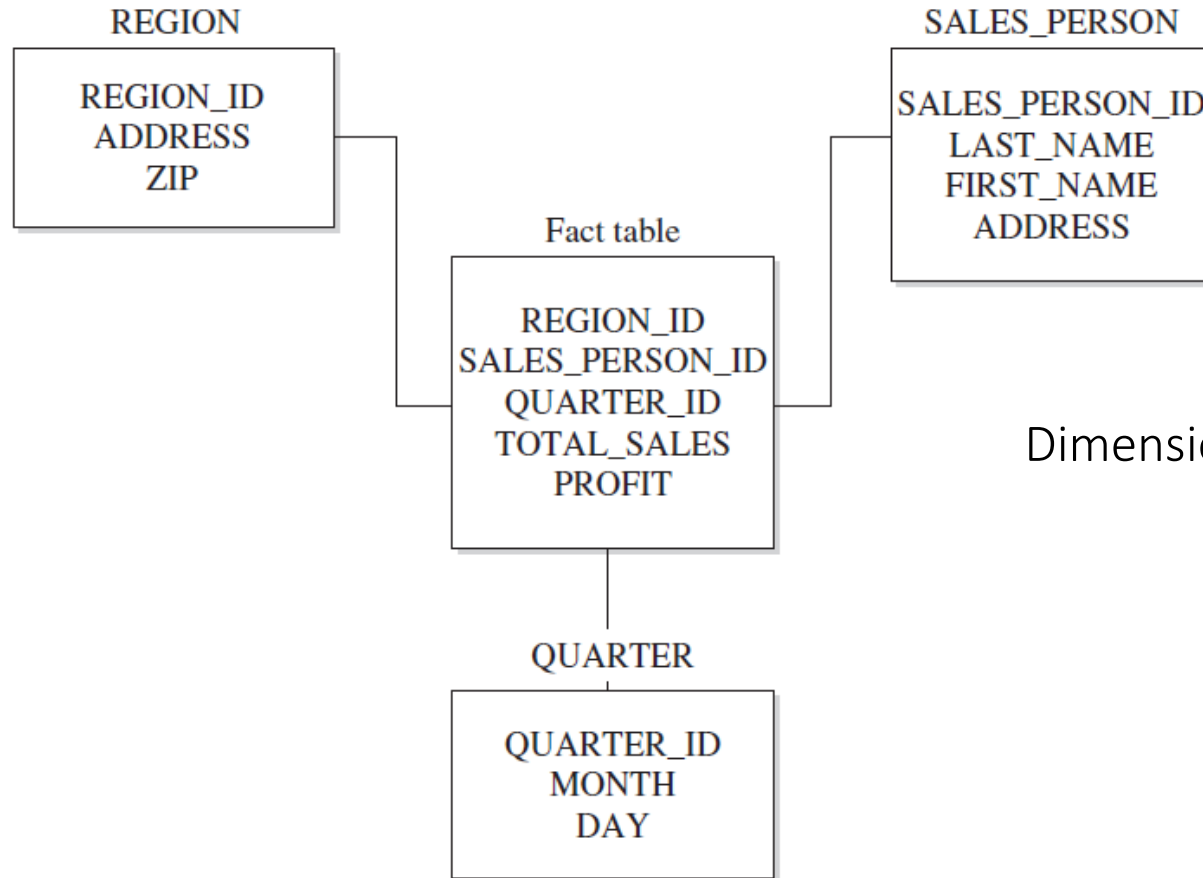 REGION
REGION_ID
ADDRESS
ZIP
SALES_PERSON
SALES_PERSON_ID
LAST_NAME
FIRST_NAME
ADDRESS
Fact table
REGION_ID
SALES_PERSON_ID
QUARTER_ID
TOTAL_SALES
PROFIT
Dimensio
QUARTER
QUARTER_ID
MONTH
DAY